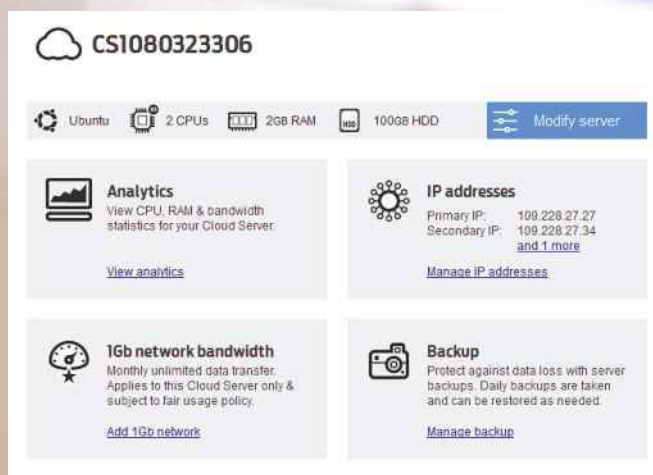 CS1080323306
Ubuntu
2 CPUs
2GB RAM
HDD
100GB HDD
Modify server
Analytics
View CPU, RAM & bandwidth
statistics for your Cloud Server.
View analytics
IP addresses
Primary IP: 109.228.27.27
Secondary IP: 109.228.27.34
and 1 more
Manage IP addresses
1Gb network bandwidth
Monthly unlimited data transfer.
Applies to this Cloud Server only &
subject to fair usage policy.
Add 1Gb network
Backup
Protect against data loss with server
backups. Daily backups are taken
and can be restored as needed.
Manage backup